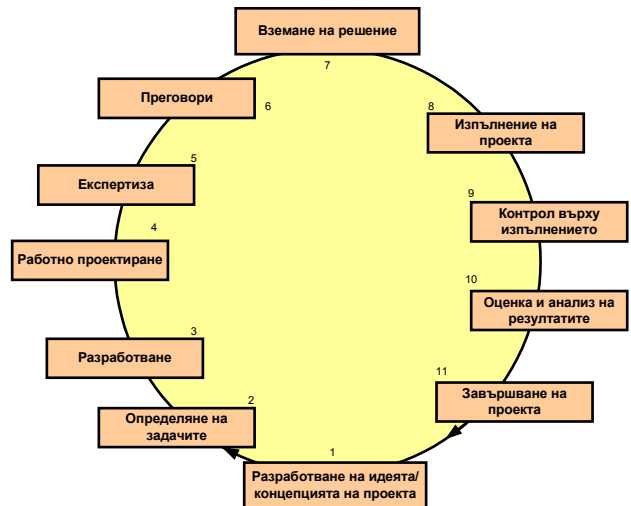 Вземане на решение
7
Преговори
6
8
Изпълнение на
проекта
Експертиза
5
9
Контрол върху
изпълнението
4
Работно проектиране
10
Оценка и анализ на
резултатите
3
Разработване
11
Завършване на
проекта
2
Определяне на
задачите
1
Разработване на идеята/
концепцията на проекта